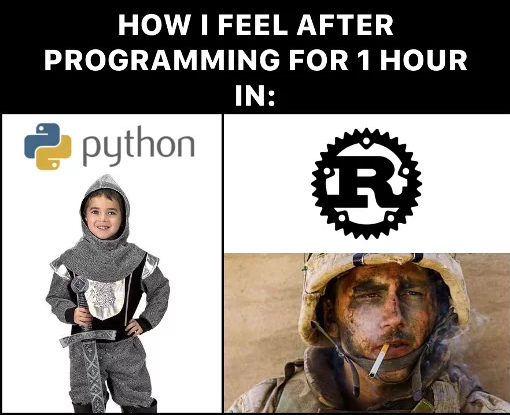 HOW I FEEL AFTER
PROGRAMMING FOR 1 HOUR
IN:
python
R